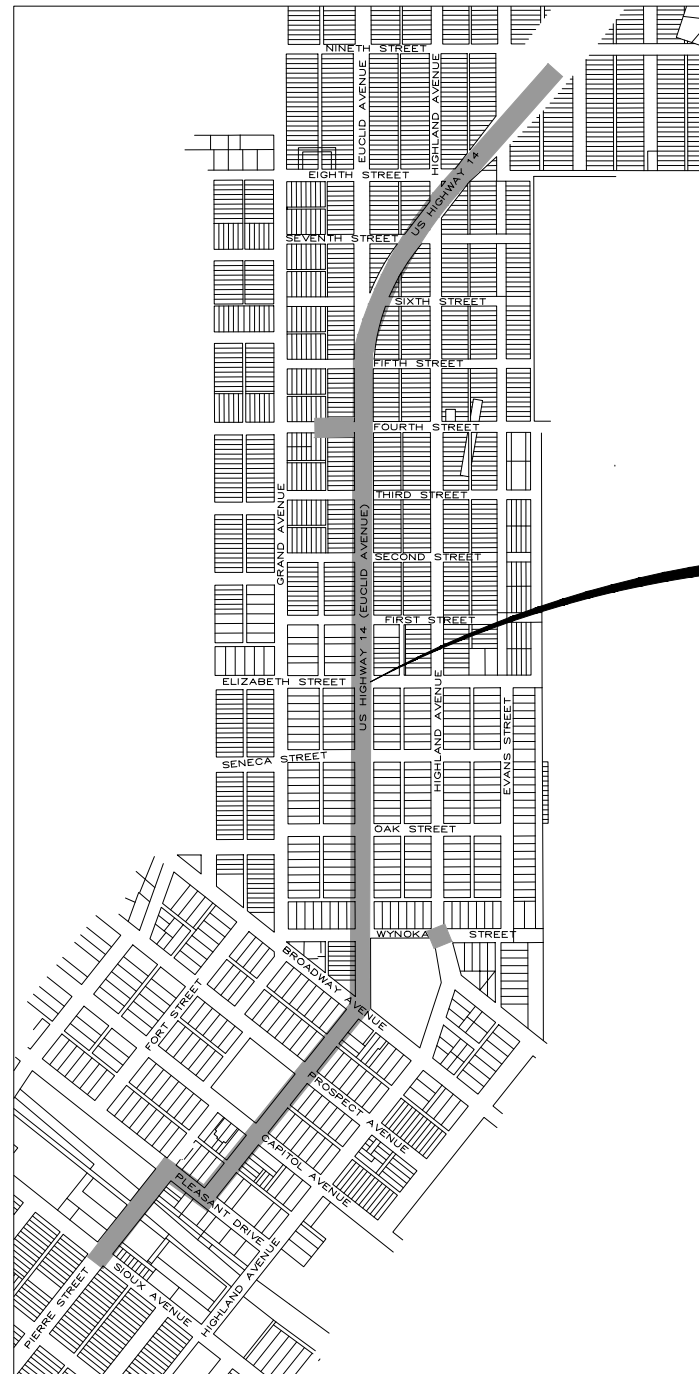 NINETH STREET
EUCLID AVENUE
HIGHLAND AVENUE
US HIGHWAY 14
EIGHTH STREET
SEVENTH STREET
SIXTH STREET
FIFTH STREET
FOURTH STREET
THIRD STREET
GRAND AVENUE
US HIGHWAY 14 (EUCLID AVENUE)
SECOND STREET
FIRST STREET
ELIZABETH STREET
HIGHLAND AVENUE
EVANS STREET
SENECA STREET
OAK STREET
WYNOKA STREET
BROADWAY AVENUE
FORT STREET
PROSPECT AVENUE
CAPITOL AVENUE
PLEASANT DRIVE
HIGHLAND AVENUE
SIOUX AVENUE
PIERRE STREET